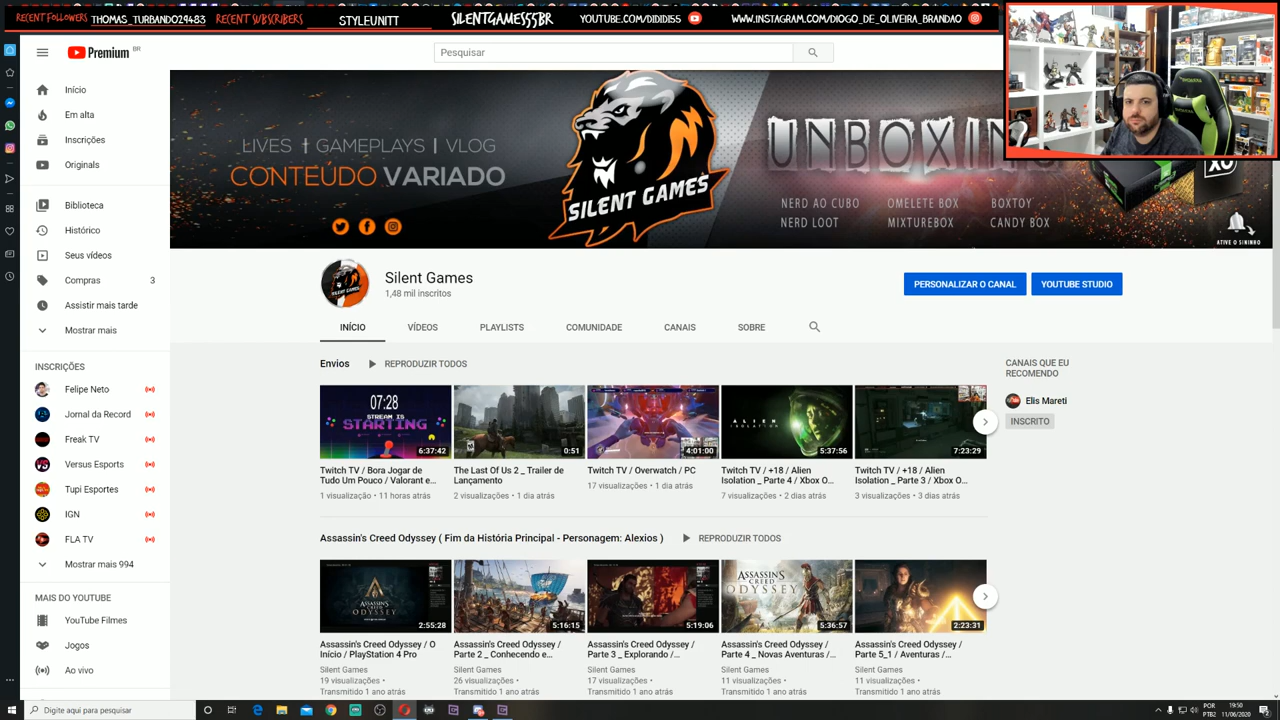 RECENT FOLLOWERS THOMAS_TURBANDO29483 RECENT SUBSCRIBERS STYLEUNITT SILENTGAMES55BR YOUTUBE.COM/DIDIDI55 WWW.INSTAGRAM.COM/DIOGO_DE_OLIVEIRA_BRANDAO
Premium BR
Pesquisar
Início
Em alta
Inscrições
Originals
Biblioteca
Histórico
Seus vídeos
Compras 3
Assistir mais tarde
Mostrar mais
INSCRIÇÕES
Felipe Neto
Jornal da Record
Freak TV
Versus Esports
Tupi Esportes
IGN
FLA TV
Mostrar mais 994
MAIS DO YOUTUBE
YouTube Filmes
Jogos
Ao vivo
LIVES + GAMEPLAYS | VLOG
CONTEÚDO VARIADO
SILENT GAMES
UNBOXING
NERD AO CUBO OMELETE BOX BOXTOY
NERD LOOT MIXTUREBOX CANDY BOX
XO
ATIVE O SININHO
Silent Games
1,48 mil inscritos
PERSONALIZAR O CANAL YOUTUBE STUDIO
INÍCIO VÍDEOS PLAYLISTS COMUNIDADE CANAIS SOBRE
Envios REPRODUZIR TODOS
07:28
STREAM IS
STARTING
6:37:42
0:51
4:01:00
ALIEN
ISOLATION
5:37:56
7:23:29
Twitch TV / Bora Jogar de
Tudo Um Pouco / Valorant e...
1 visualização • 11 horas atrás
The Last Of Us 2 _ Trailer de
Lançamento
2 visualizações • 1 dia atrás
Twitch TV / Overwatch / PC
17 visualizações • 1 dia atrás
Twitch TV / +18 / Alien
Isolation _ Parte 4 / Xbox O...
7 visualizações • 2 dias atrás
Twitch TV / +18 / Alien
Isolation _ Parte 3 / Xbox O...
3 visualizações • 3 dias atrás
CANAIS QUE EU
RECOMENDO
Elis Mareti
INSCRITO
Assassin's Creed Odyssey ( Fim da História Principal - Personagem: Alexios ) REPRODUZIR TODOS
ASSASSIN'S CREED
ODYSSEY
2:55:28
5:16:15
5:19:06
ASSASSIN'S CREED
ODYSSEY
5:36:57
2:23:31
Assassin's Creed Odyssey / O
Início / PlayStation 4 Pro
Silent Games
19 visualizações •
Transmitido 1 ano atrás
Assassin's Creed Odyssey /
Parte 2 _ Conhecendo e...
Silent Games
26 visualizações •
Transmitido 1 ano atrás
Assassin's Creed Odyssey /
Parte 3 _ Explorando /...
Silent Games
17 visualizações •
Transmitido 1 ano atrás
Assassin's Creed Odyssey /
Parte 4 _ Novas Aventuras /...
Silent Games
11 visualizações •
Transmitido 1 ano atrás
Assassin's Creed Odyssey /
Parte 5_1 / Aventuras /...
Silent Games
11 visualizações •
Transmitido 1 ano atrás
Digite aqui para pesquisar
POR
PTB2
19:50
11/06/2020
2